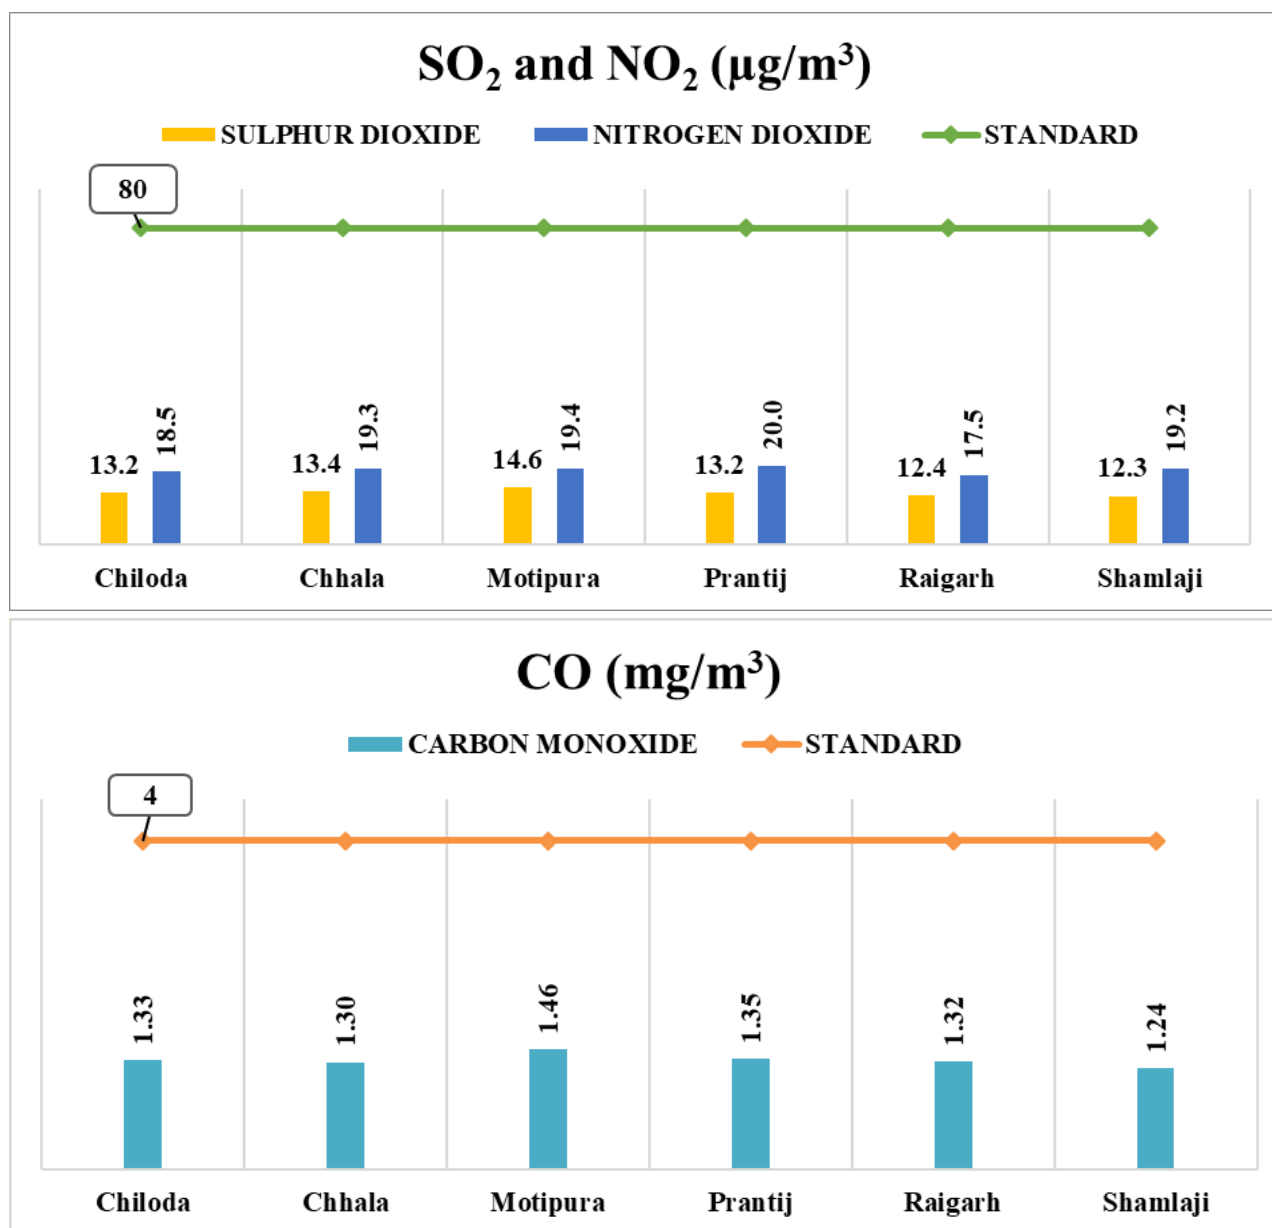 SO₂ and NO₂ (µg/m³)
SULPHUR DIOXIDE NITROGEN DIOXIDE STANDARD
80
13.2 18.5 13.4 19.3 14.6 19.4 13.2 20.0 12.4 17.5 12.3 19.2
Chiloda Chhala Motipura Prantij Raigarh Shamlaji
CO (mg/m³)
CARBON MONOXIDE STANDARD
4
1.33 1.30 1.46 1.35 1.32 1.24
Chiloda Chhala Motipura Prantij Raigarh Shamlaji